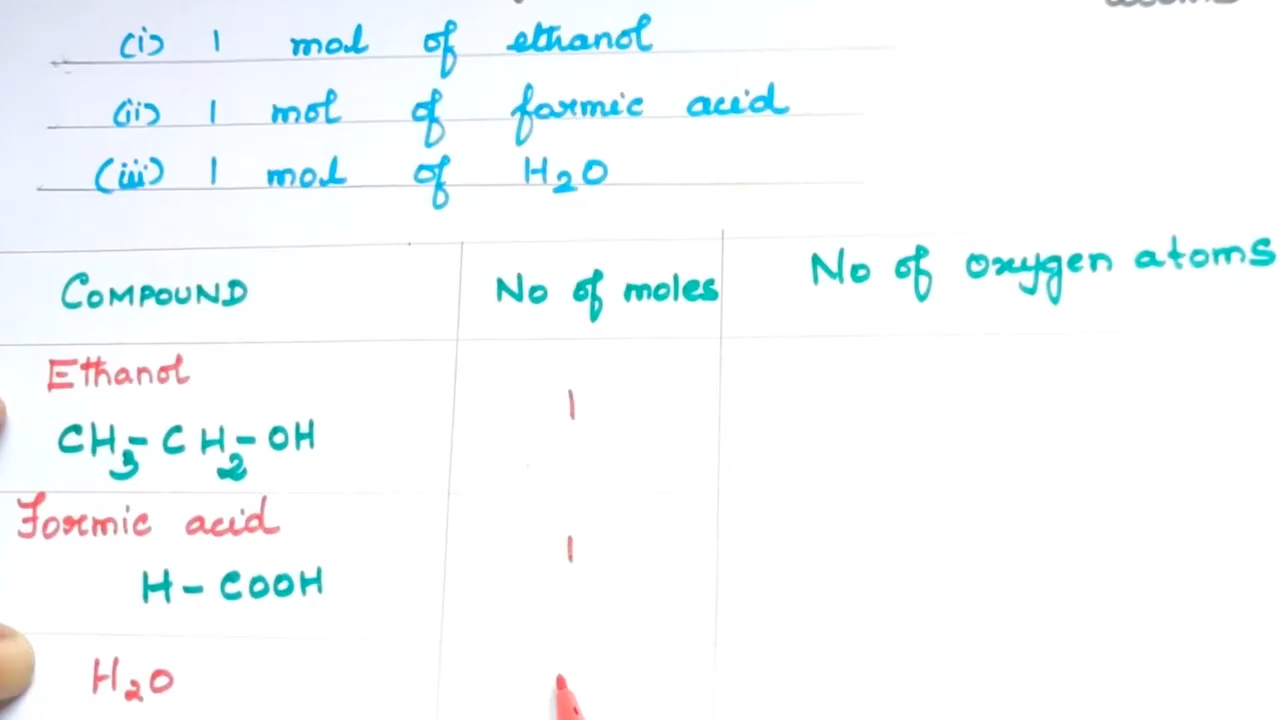 (i) 1 mol of ethanol
(ii) 1 mol of formic acid
(iii) 1 mol of H₂O
COMPOUND No of moles No of oxygen atoms
Ethanol
CH₃-CH₂-OH 1
Formic acid
H-COOH 1
H₂O